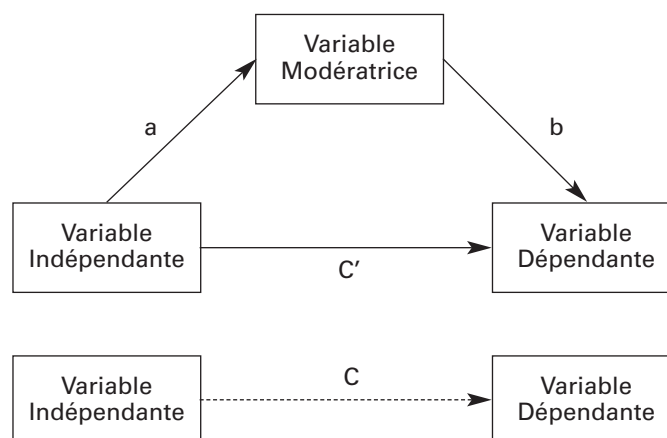 Variable
Modératrice
a
b
Variable
Indépendante
C′
Variable
Dépendante
Variable
Indépendante
C
Variable
Dépendante